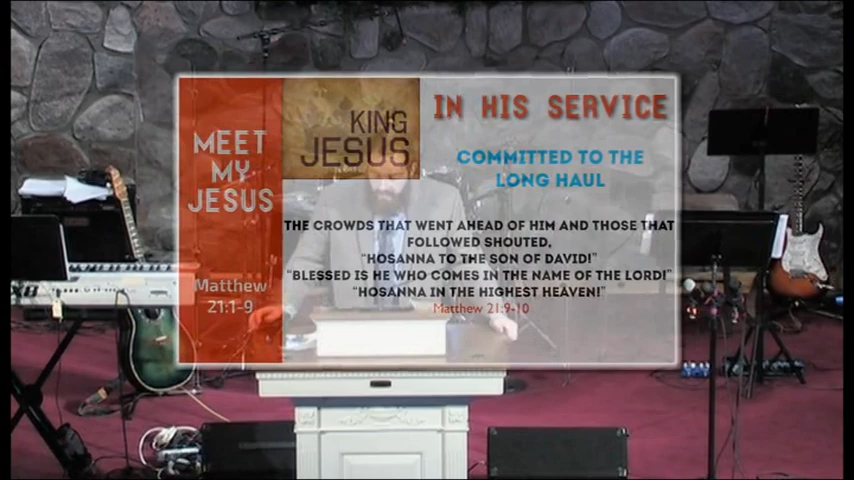 MEET
MY
JESUS
Matthew
21:1-9
KING
JESUS
IN HIS SERVICE
COMMITTED TO THE
LONG HAUL
THE CROWDS THAT WENT AHEAD OF HIM AND THOSE THAT
FOLLOWED SHOUTED,
“HOSANNA TO THE SON OF DAVID!”
“BLESSED IS HE WHO COMES IN THE NAME OF THE LORD!”
“HOSANNA IN THE HIGHEST HEAVEN!”
Matthew 21:9-10